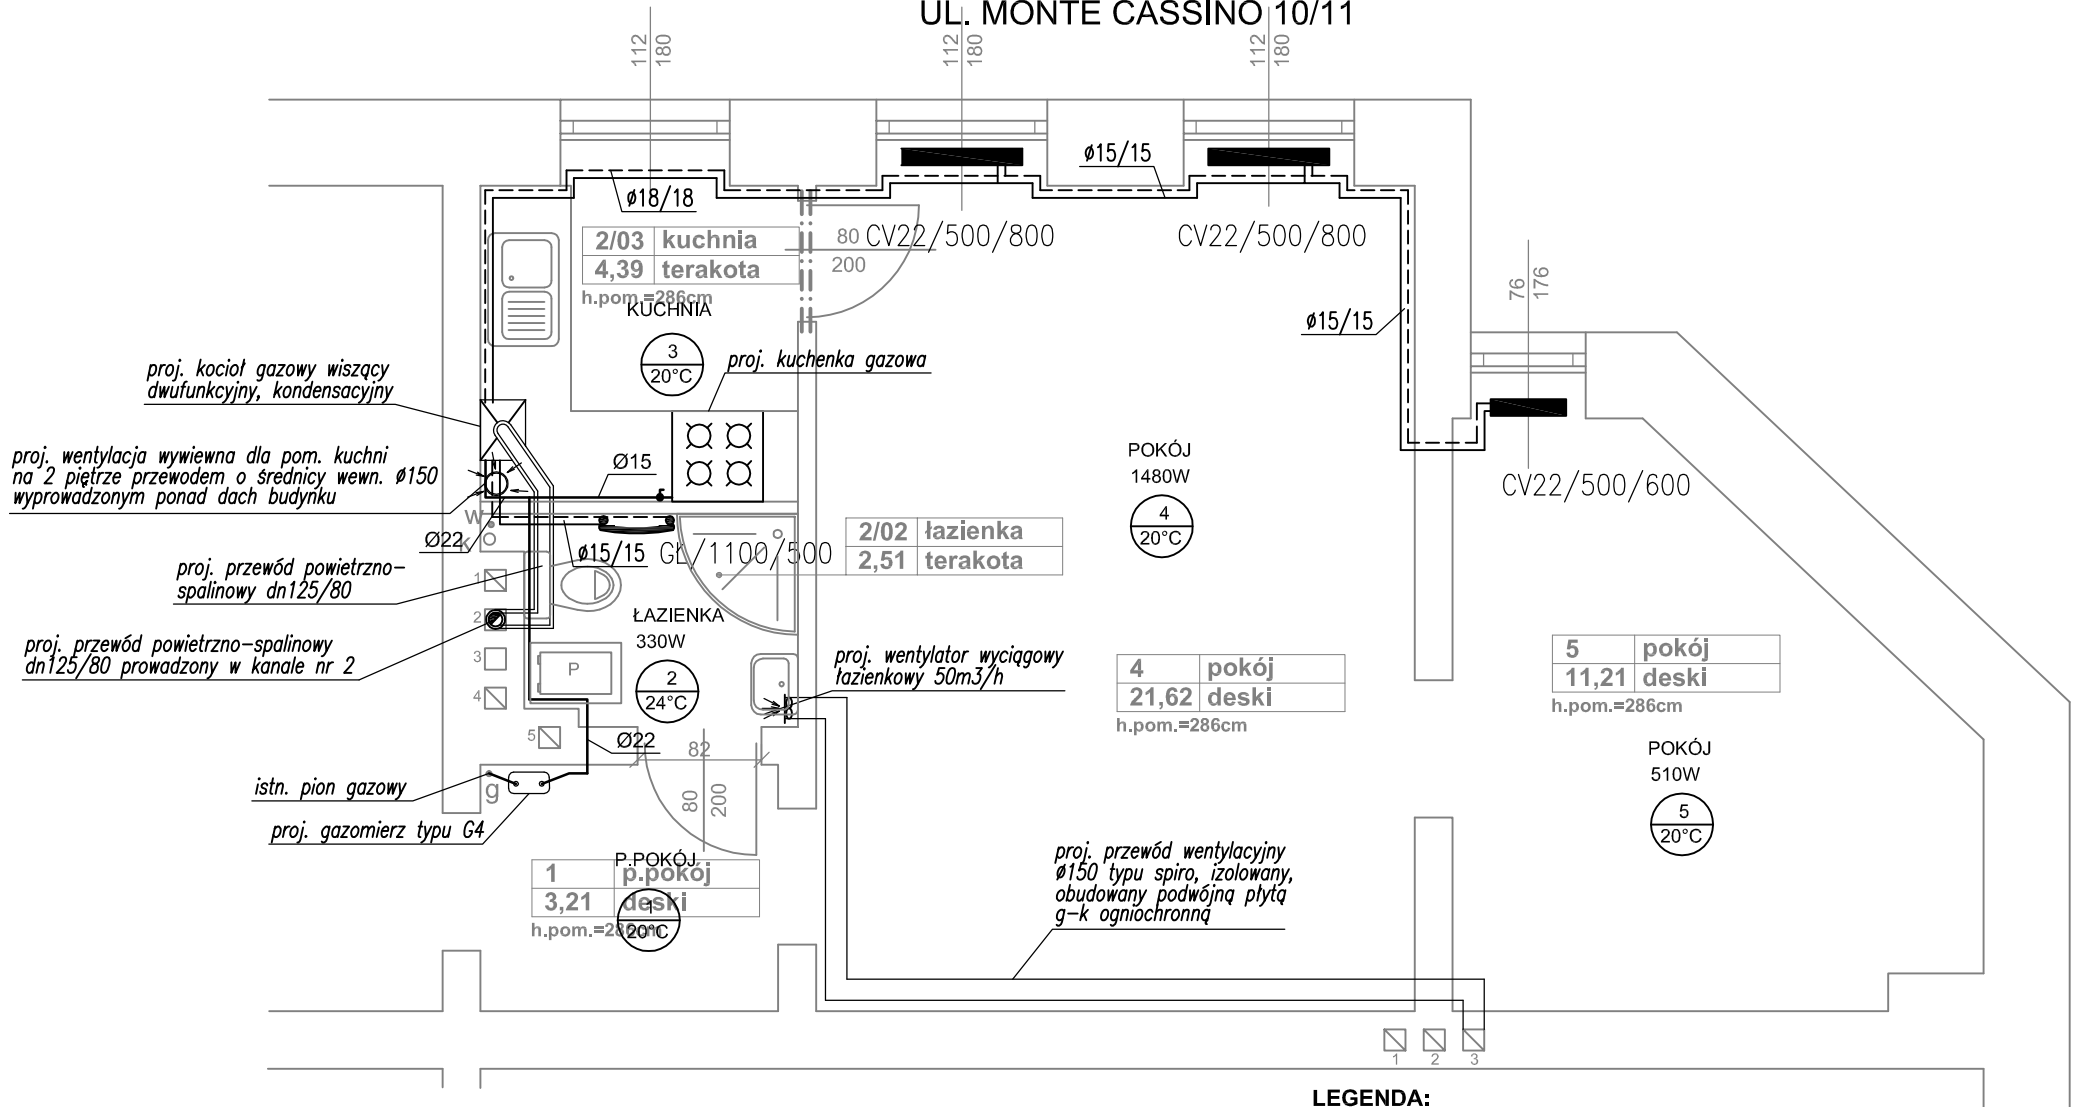 UL. MONTE CASSINO 10/11
112
180
112
180
112
180
ø18/18
ø15/15
2/03 kuchnia
4,39 terakota
h.pom.=286cm
KUCHNIA
3
20°C
80
200
CV22/500/800
CV22/500/800
76
176
ø15/15
proj. kocioł gazowy wiszący
dwufunkcyjny, kondensacyjny
proj. kuchenka gazowa
proj. wentylacja wywiewna dla pom. kuchni
na 2 piętrze przewodem o średnicy wewn. ø150
wyprowadzonym ponad dach budynku
Ø15
POKÓJ
1480W
4
20°C
CV22/500/600
w
k
Ø22
ø15/15
GŁ/1100/500
2/02 łazienka
2,51 terakota
proj. przewód powietrzno-
spalinowy dn125/80
1
2
3
4
5
ŁAZIENKA
330W
2
24°C
P
proj. przewód powietrzno-spalinowy
dn125/80 prowadzony w kanale nr 2
proj. wentylator wyciągowy
łazienkowy 50m3/h
4 pokój
21,62 deski
h.pom.=286cm
5 pokój
11,21 deski
h.pom.=286cm
Ø22
82
80
200
POKÓJ
510W
5
20°C
istn. pion gazowy
g
proj. gazomierz typu G4
P.POKÓJ
1 p.pokój
3,21 deski
h.pom.=286cm
1
20°C
proj. przewód wentylacyjny
ø150 typu spiro, izolowany,
obudowany podwójną płytą
g-k ogniochronną
1
2
3
LEGENDA: